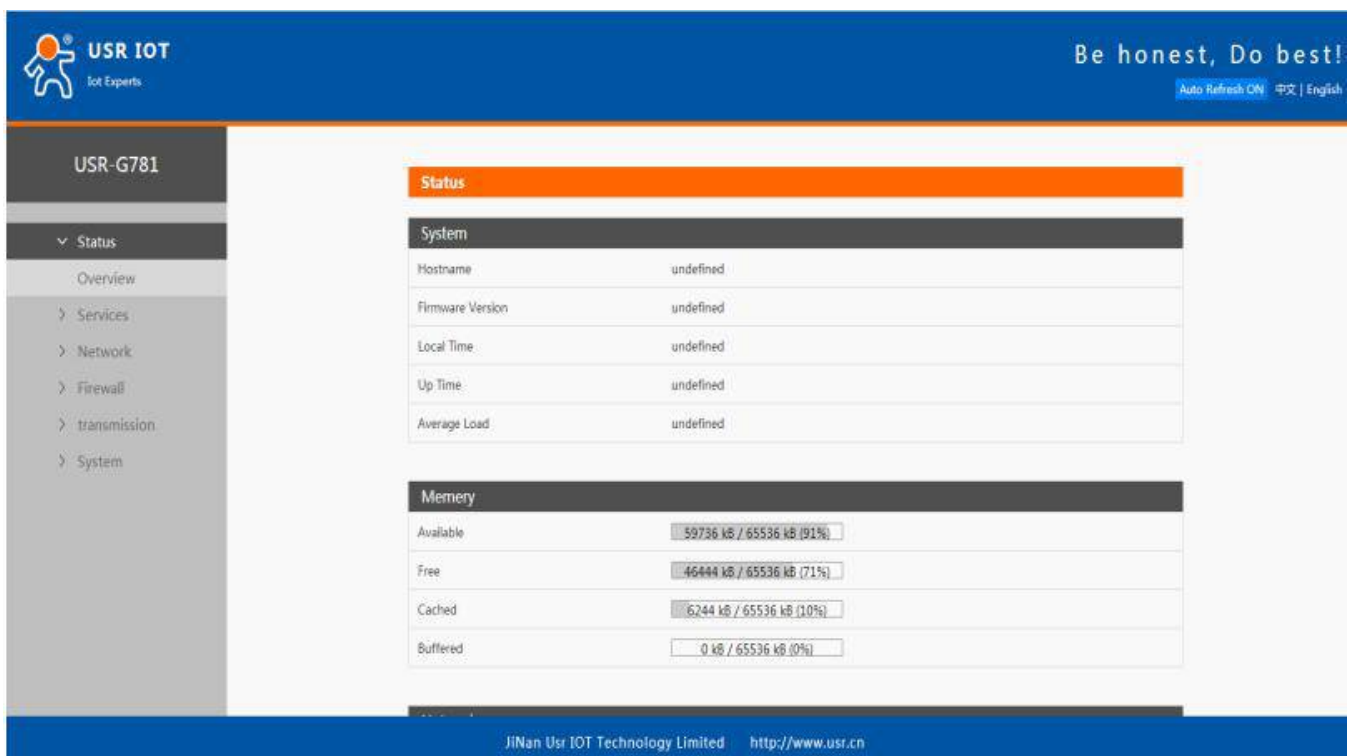 USR IOT
Iot Experts
Be honest, Do best!
Auto Refresh ON 中文 | English
USR-G781
Status
Overview
Services
Network
Firewall
transmission
System
Status
System
Hostname undefined
Firmware Version undefined
Local Time undefined
Up Time undefined
Average Load undefined
Memery
Available 59736 kB / 65536 kB (91%)
Free 46444 kB / 65536 kB (71%)
Cached 6244 kB / 65536 kB (10%)
Buffered 0 kB / 65536 kB (0%)
JiNan Usr IOT Technology Limited http://www.usr.cn